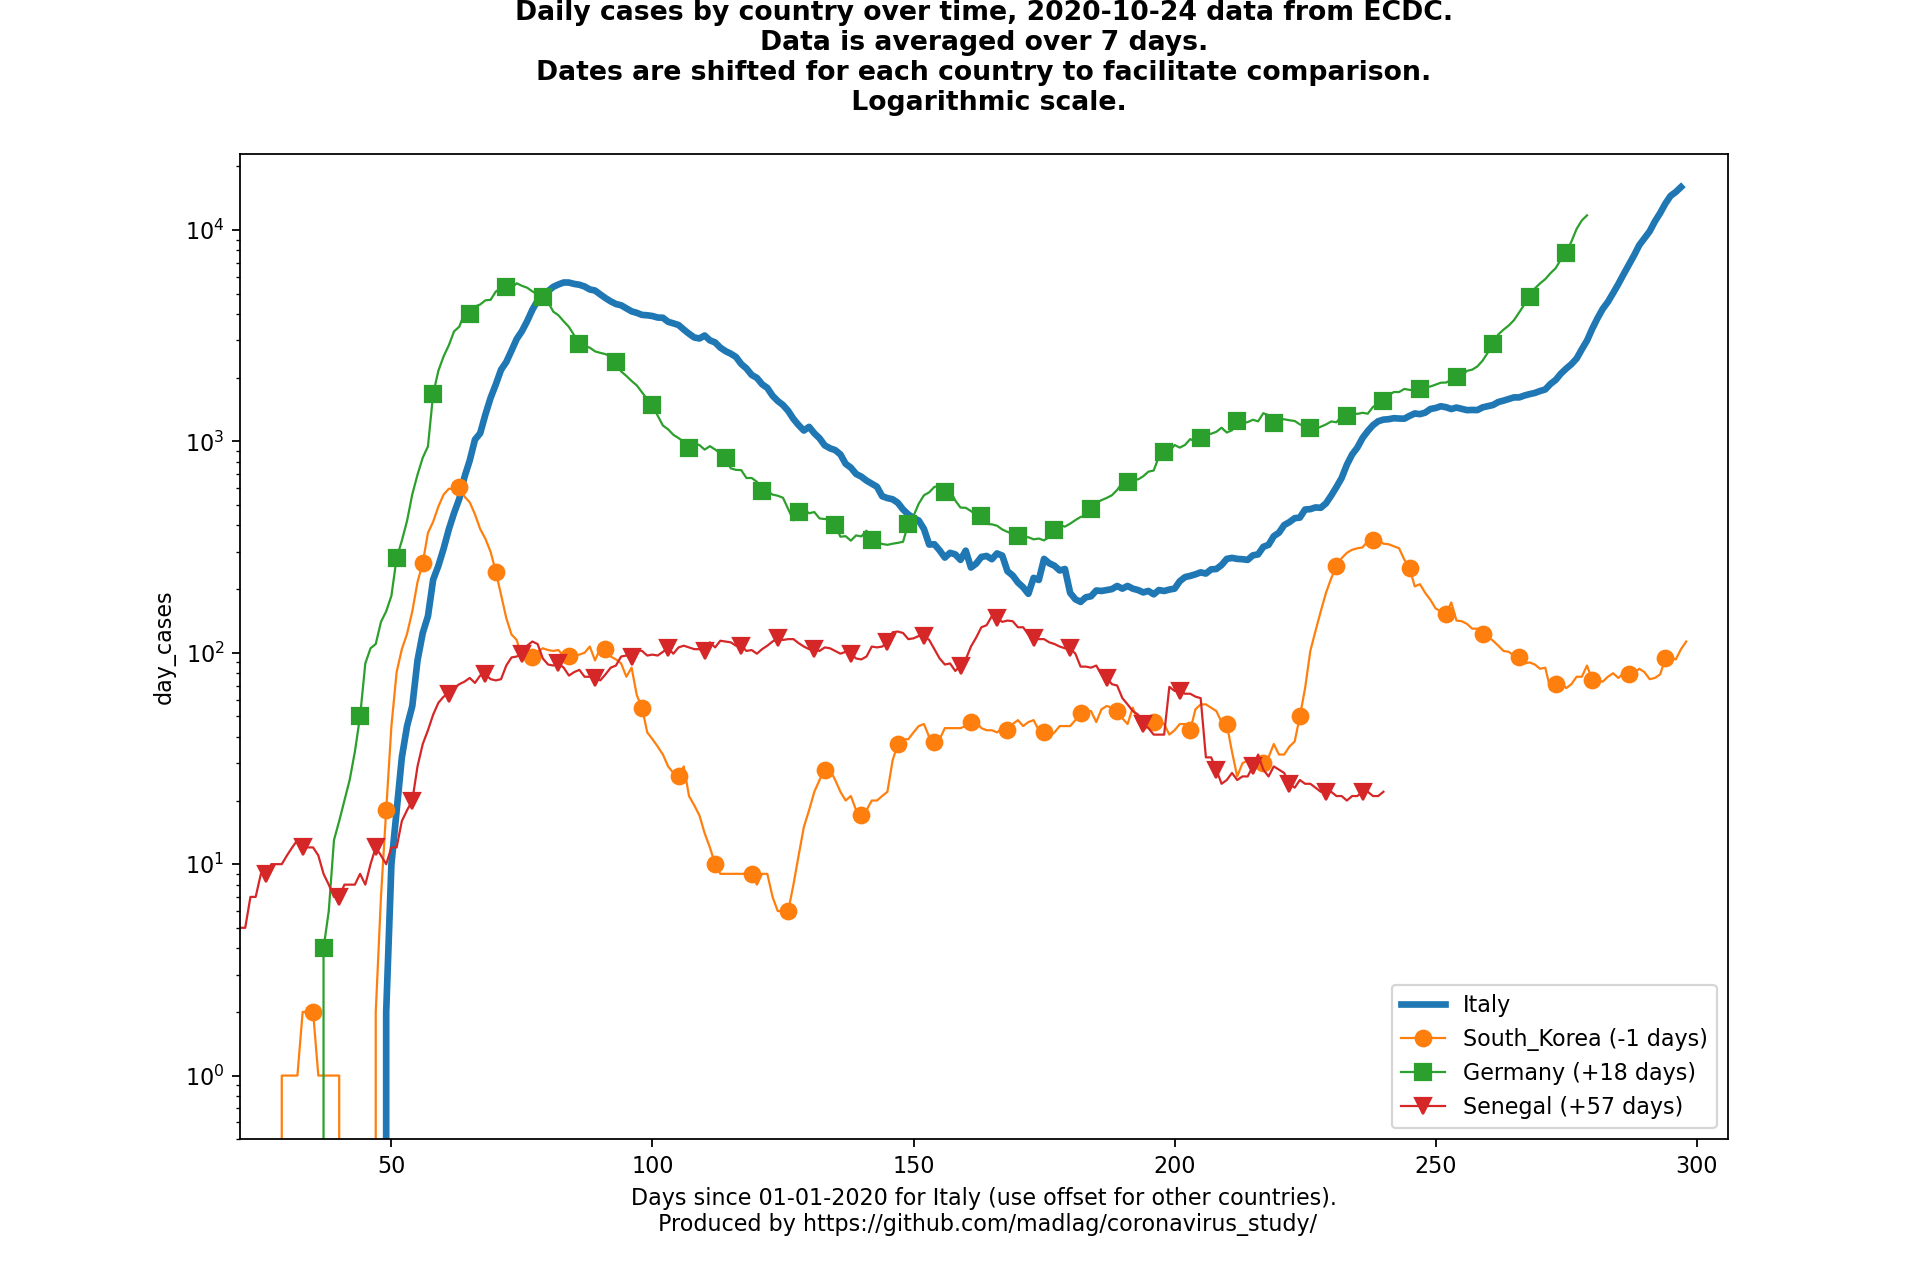 Daily cases by country over time, 2020-10-24 data from ECDC.
Data is averaged over 7 days.
Dates are shifted for each country to facilitate comparison.
Logarithmic scale.
day_cases
10⁴
10³
10²
10¹
10⁰
50 100 150 200 250 300
Italy
South_Korea (-1 days)
Germany (+18 days)
Senegal (+57 days)
Days since 01-01-2020 for Italy (use offset for other countries).
Produced by https://github.com/madlag/coronavirus_study/